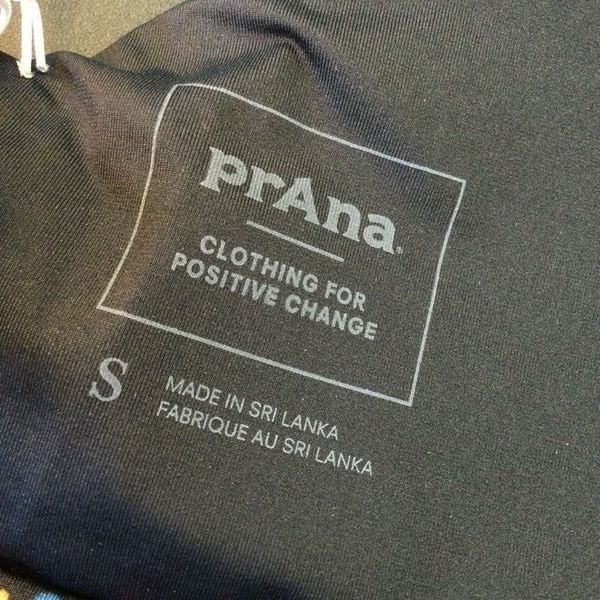 prAna.
CLOTHING FOR
POSITIVE CHANGE
S
MADE IN SRI LANKA
FABRIQUE AU SRI LANKA